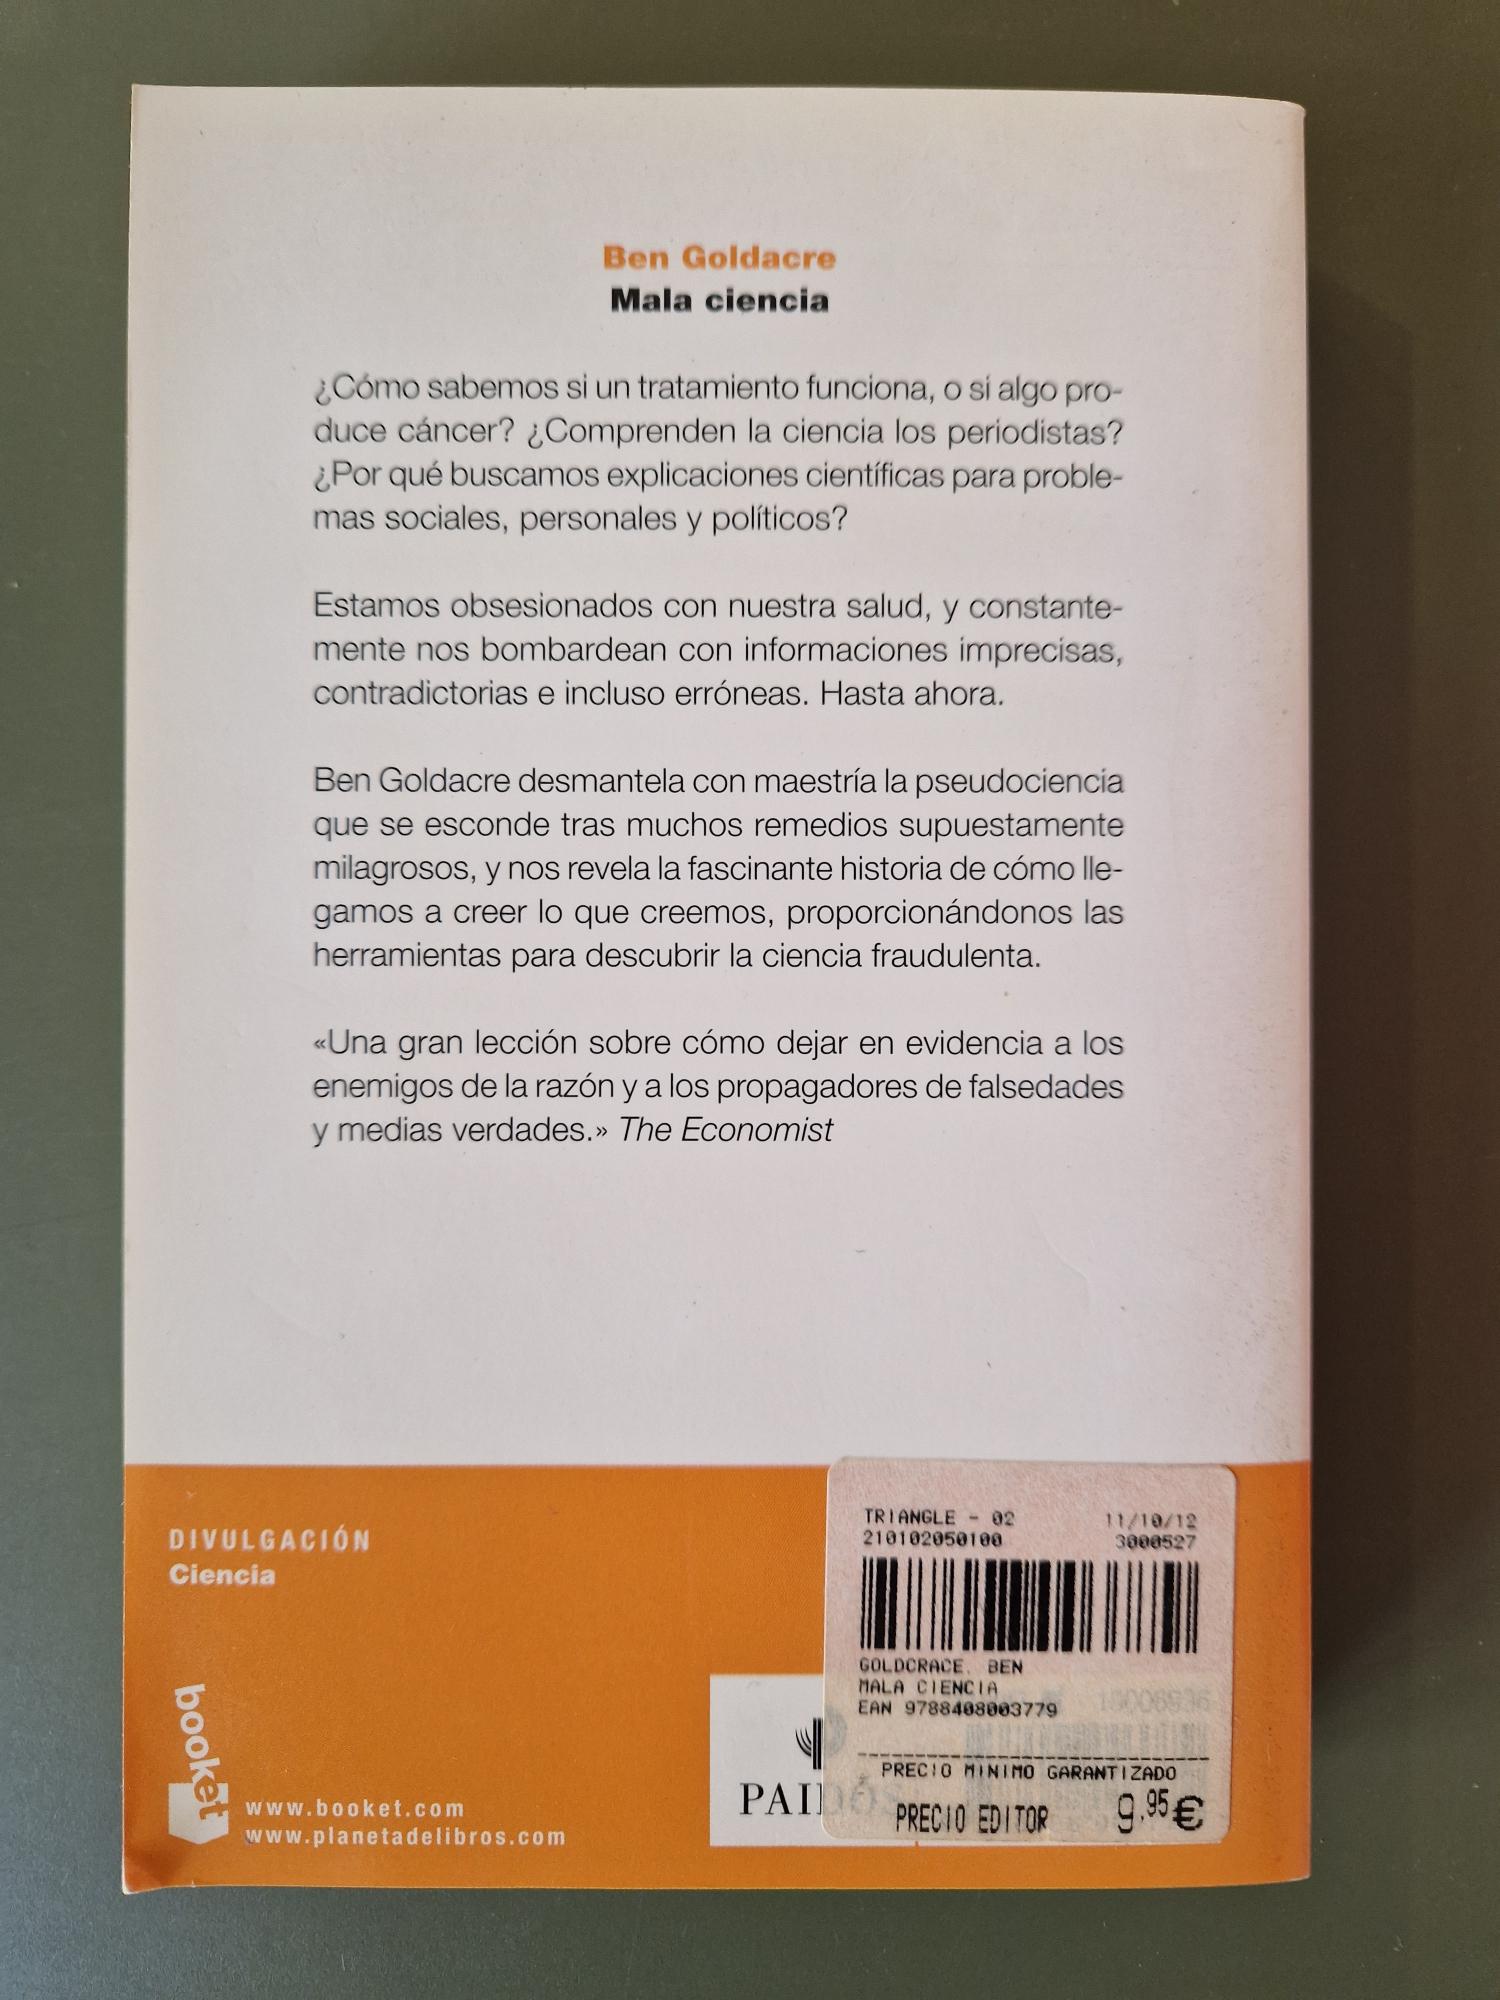 Ben Goldacre
Mala ciencia
¿Cómo sabemos si un tratamiento funciona, o si algo pro-
duce cáncer? ¿Comprenden la ciencia los periodistas?
¿Por qué buscamos explicaciones científicas para proble-
mas sociales, personales y políticos?
Estamos obsesionados con nuestra salud, y constante-
mente nos bombardean con informaciones imprecisas,
contradictorias e incluso erróneas. Hasta ahora.
Ben Goldacre desmantela con maestría la pseudociencia
que se esconde tras muchos remedios supuestamente
milagrosos, y nos revela la fascinante historia de cómo lle-
gamos a creer lo que creemos, proporcionándonos las
herramientas para descubrir la ciencia fraudulenta.
«Una gran lección sobre cómo dejar en evidencia a los
enemigos de la razón y a los propagadores de falsedades
y medias verdades.» The Economist
DIVULGACIÓN
Ciencia
booket
www.booket.com
www.planetadelibros.com
TRIANGLE - 02 11/10/12
210102050100 3000527
GOLDCRACE. BEN
MALA CIENCIA
EAN 9788408003779
PRECIO MINIMO GARANTIZADO
PRECIO EDITOR 9.95€